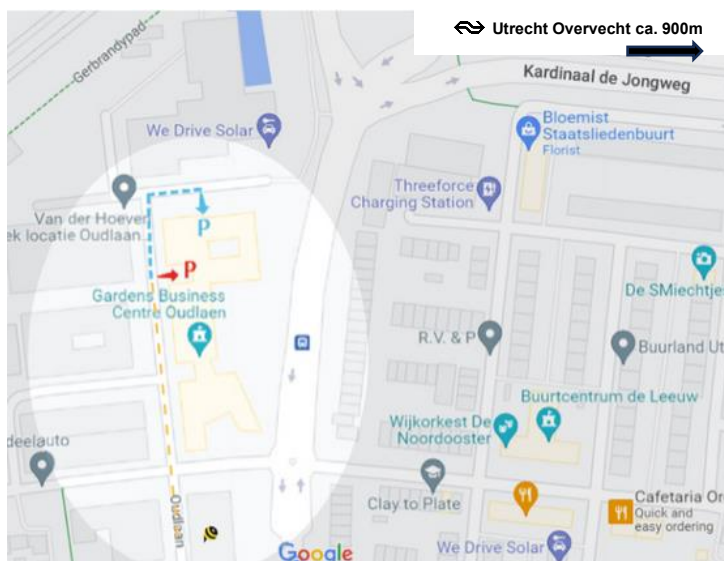 Utrecht Overvecht ca. 900m
Gerbrandypad
Kardinaal de Jongweg
We Drive Solar
Bloemist
Staatsliedenbuurt
Florist
Threeforce
Charging Station
Van der Hoeven
ek locatie Oudlaan...
P
P
De SMiechtje
Gardens Business
Centre Oudlaen
R.V. & P
Buurland Ut
Buurtcentrum de Leeuw
Wijkorkest De
Noordooster
deelauto
Clay to Plate
Oudlaan
Cafetaria Or
Quick and
easy ordering
We Drive Solar
Google